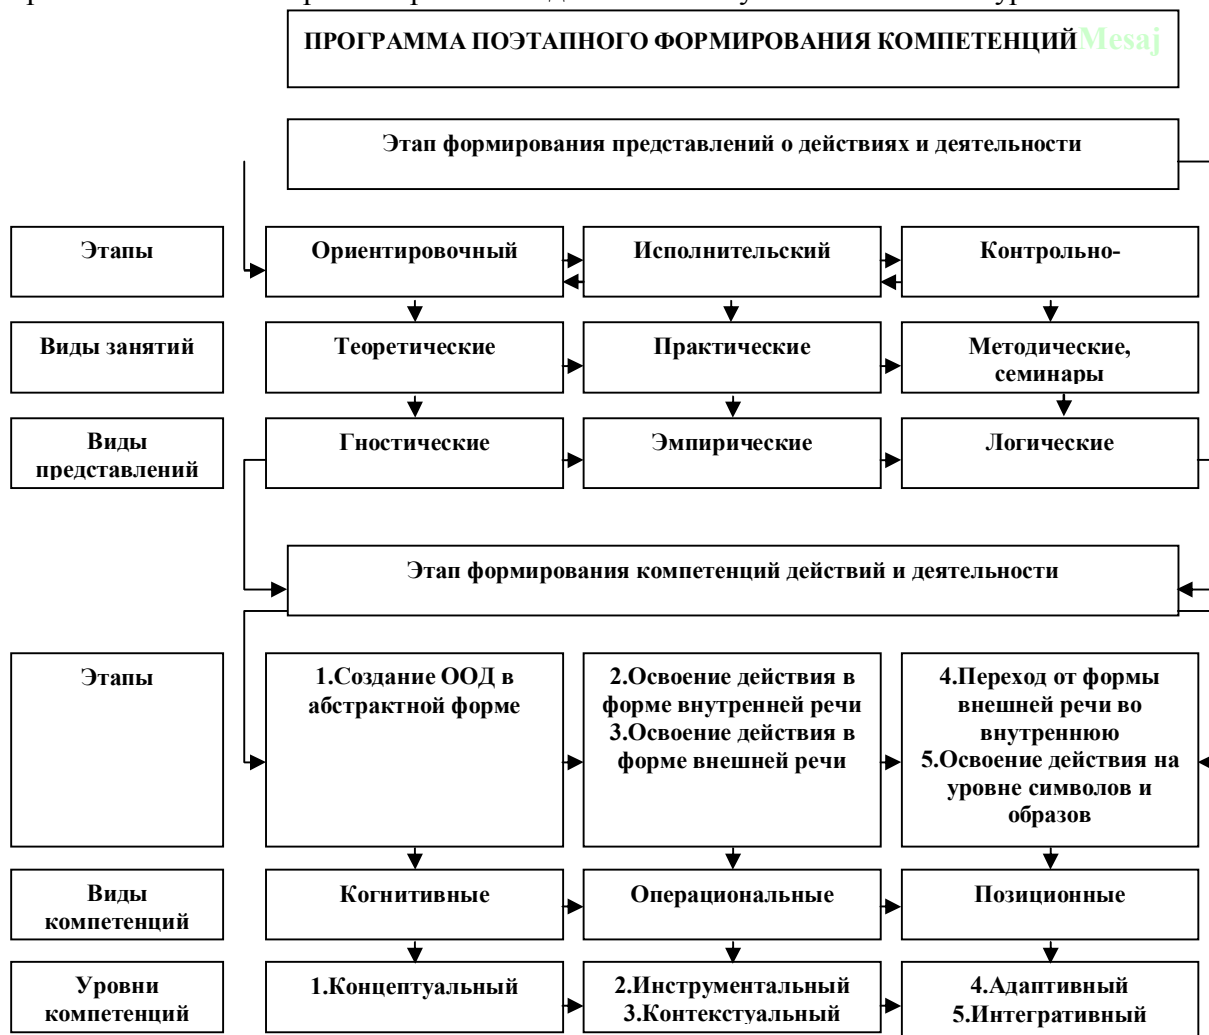 ПРОГРАММА ПОЭТАПНОГО ФОРМИРОВАНИЯ КОМПЕТЕНЦИЙ Mesaj
Этап формирования представлений о действиях и деятельности
Этапы
Ориентировочный
Исполнительский
Контрольно-
Виды занятий
Теоретические
Практические
Методические,
семинары
Виды
представлений
Гностические
Эмпирические
Логические
Этап формирования компетенций действий и деятельности
Этапы
1.Создание ООД в
абстрактной форме
2.Освоение действия в
форме внутренней речи
3.Освоение действия в
форме внешней речи
4.Переход от формы
внешней речи во
внутреннюю
5.Освоение действия на
уровне символов и
образов
Виды
компетенций
Когнитивные
Операциональные
Позиционные
Уровни
компетенций
1.Концептуальный
2.Инструментальный
3.Контекстуальный
4.Адаптивный
5.Интегративный